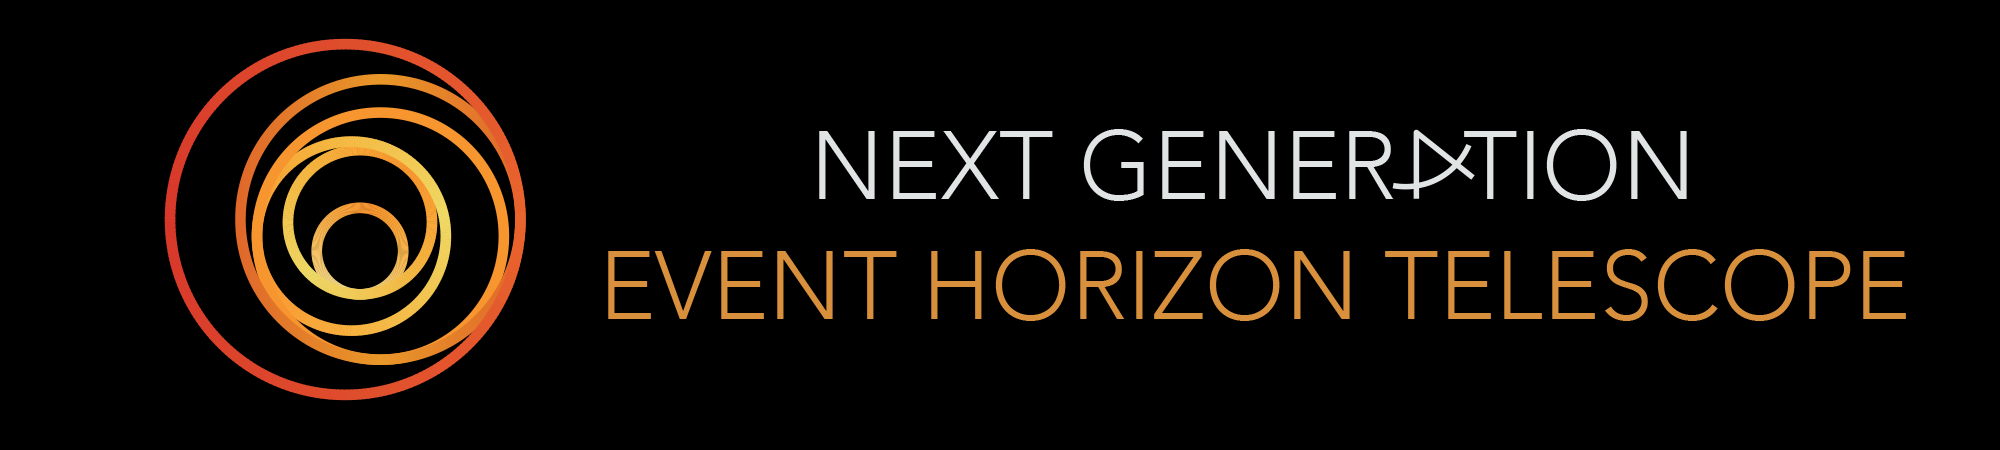 NEXT GENERATION
EVENT HORIZON TELESCOPE